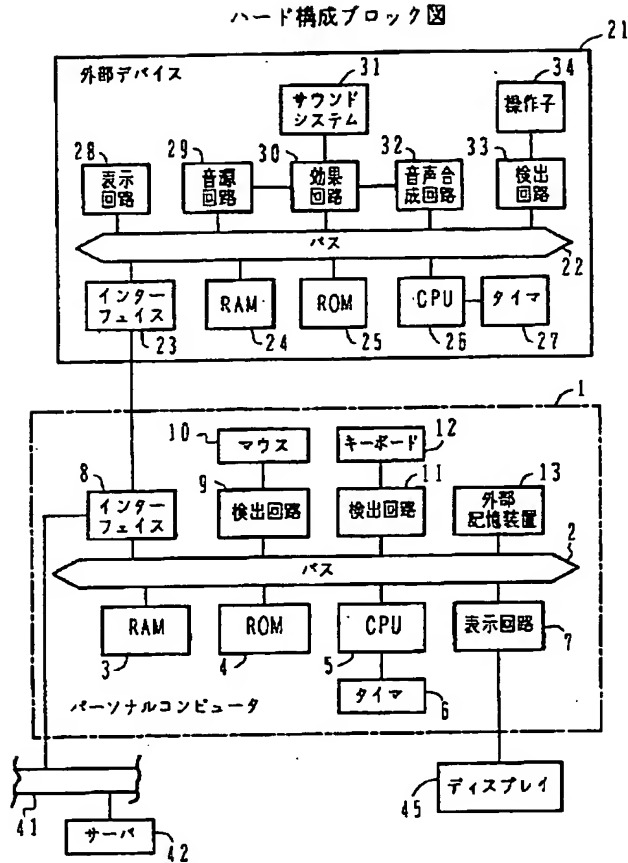 ハード構成ブロック図
21
外部デバイス
31
サウンド
システム
34
操作子
28
表示
回路
29
音源
回路
30
効果
回路
32
音声合
成回路
33
検出
回路
バス
22
インター
フェイス
23
RAM
24
ROM
25
CPU
26
タイマ
27
1
10
マウス
キーボード
12
8
インター
フェイス
9
検出回路
11
検出回路
13
外部
記憶装置
2
バス
RAM
3
ROM
4
CPU
5
表示回路
7
タイマ
6
パーソナルコンピュータ
41
サーバ
42
ディスプレイ
45